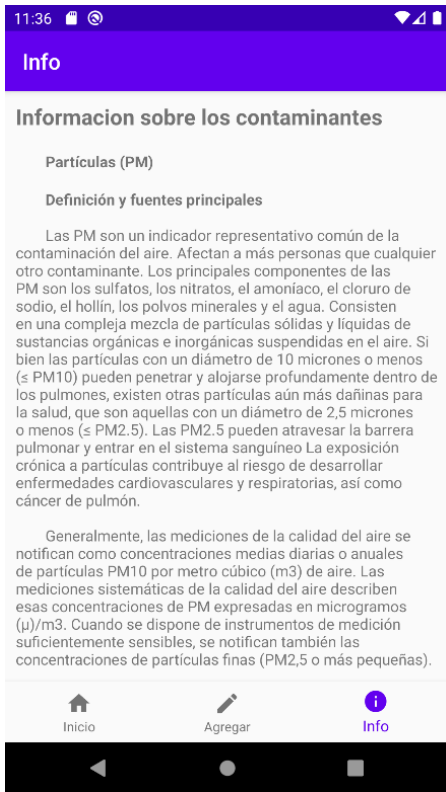 11:36
Info
Informacion sobre los contaminantes
Partículas (PM)
Definición y fuentes principales
Las PM son un indicador representativo común de la
contaminación del aire. Afectan a más personas que cualquier
otro contaminante. Los principales componentes de las
PM son los sulfatos, los nitratos, el amoníaco, el cloruro de
sodio, el hollín, los polvos minerales y el agua. Consisten
en una compleja mezcla de partículas sólidas y líquidas de
sustancias orgánicas e inorgánicas suspendidas en el aire. Si
bien las partículas con un diámetro de 10 micrones o menos
(≤ PM10) pueden penetrar y alojarse profundamente dentro de
los pulmones, existen otras partículas aún más dañinas para
la salud, que son aquellas con un diámetro de 2,5 micrones
o menos (≤ PM2.5). Las PM2.5 pueden atravesar la barrera
pulmonar y entrar en el sistema sanguíneo La exposición
crónica a partículas contribuye al riesgo de desarrollar
enfermedades cardiovasculares y respiratorias, así como
cáncer de pulmón.
Generalmente, las mediciones de la calidad del aire se
notifican como concentraciones medias diarias o anuales
de partículas PM10 por metro cúbico (m3) de aire. Las
mediciones sistemáticas de la calidad del aire describen
esas concentraciones de PM expresadas en microgramos
(μ)/m3. Cuando se dispone de instrumentos de medición
suficientemente sensibles, se notifican también las
concentraciones de partículas finas (PM2,5 o más pequeñas).
Inicio
Agregar
Info